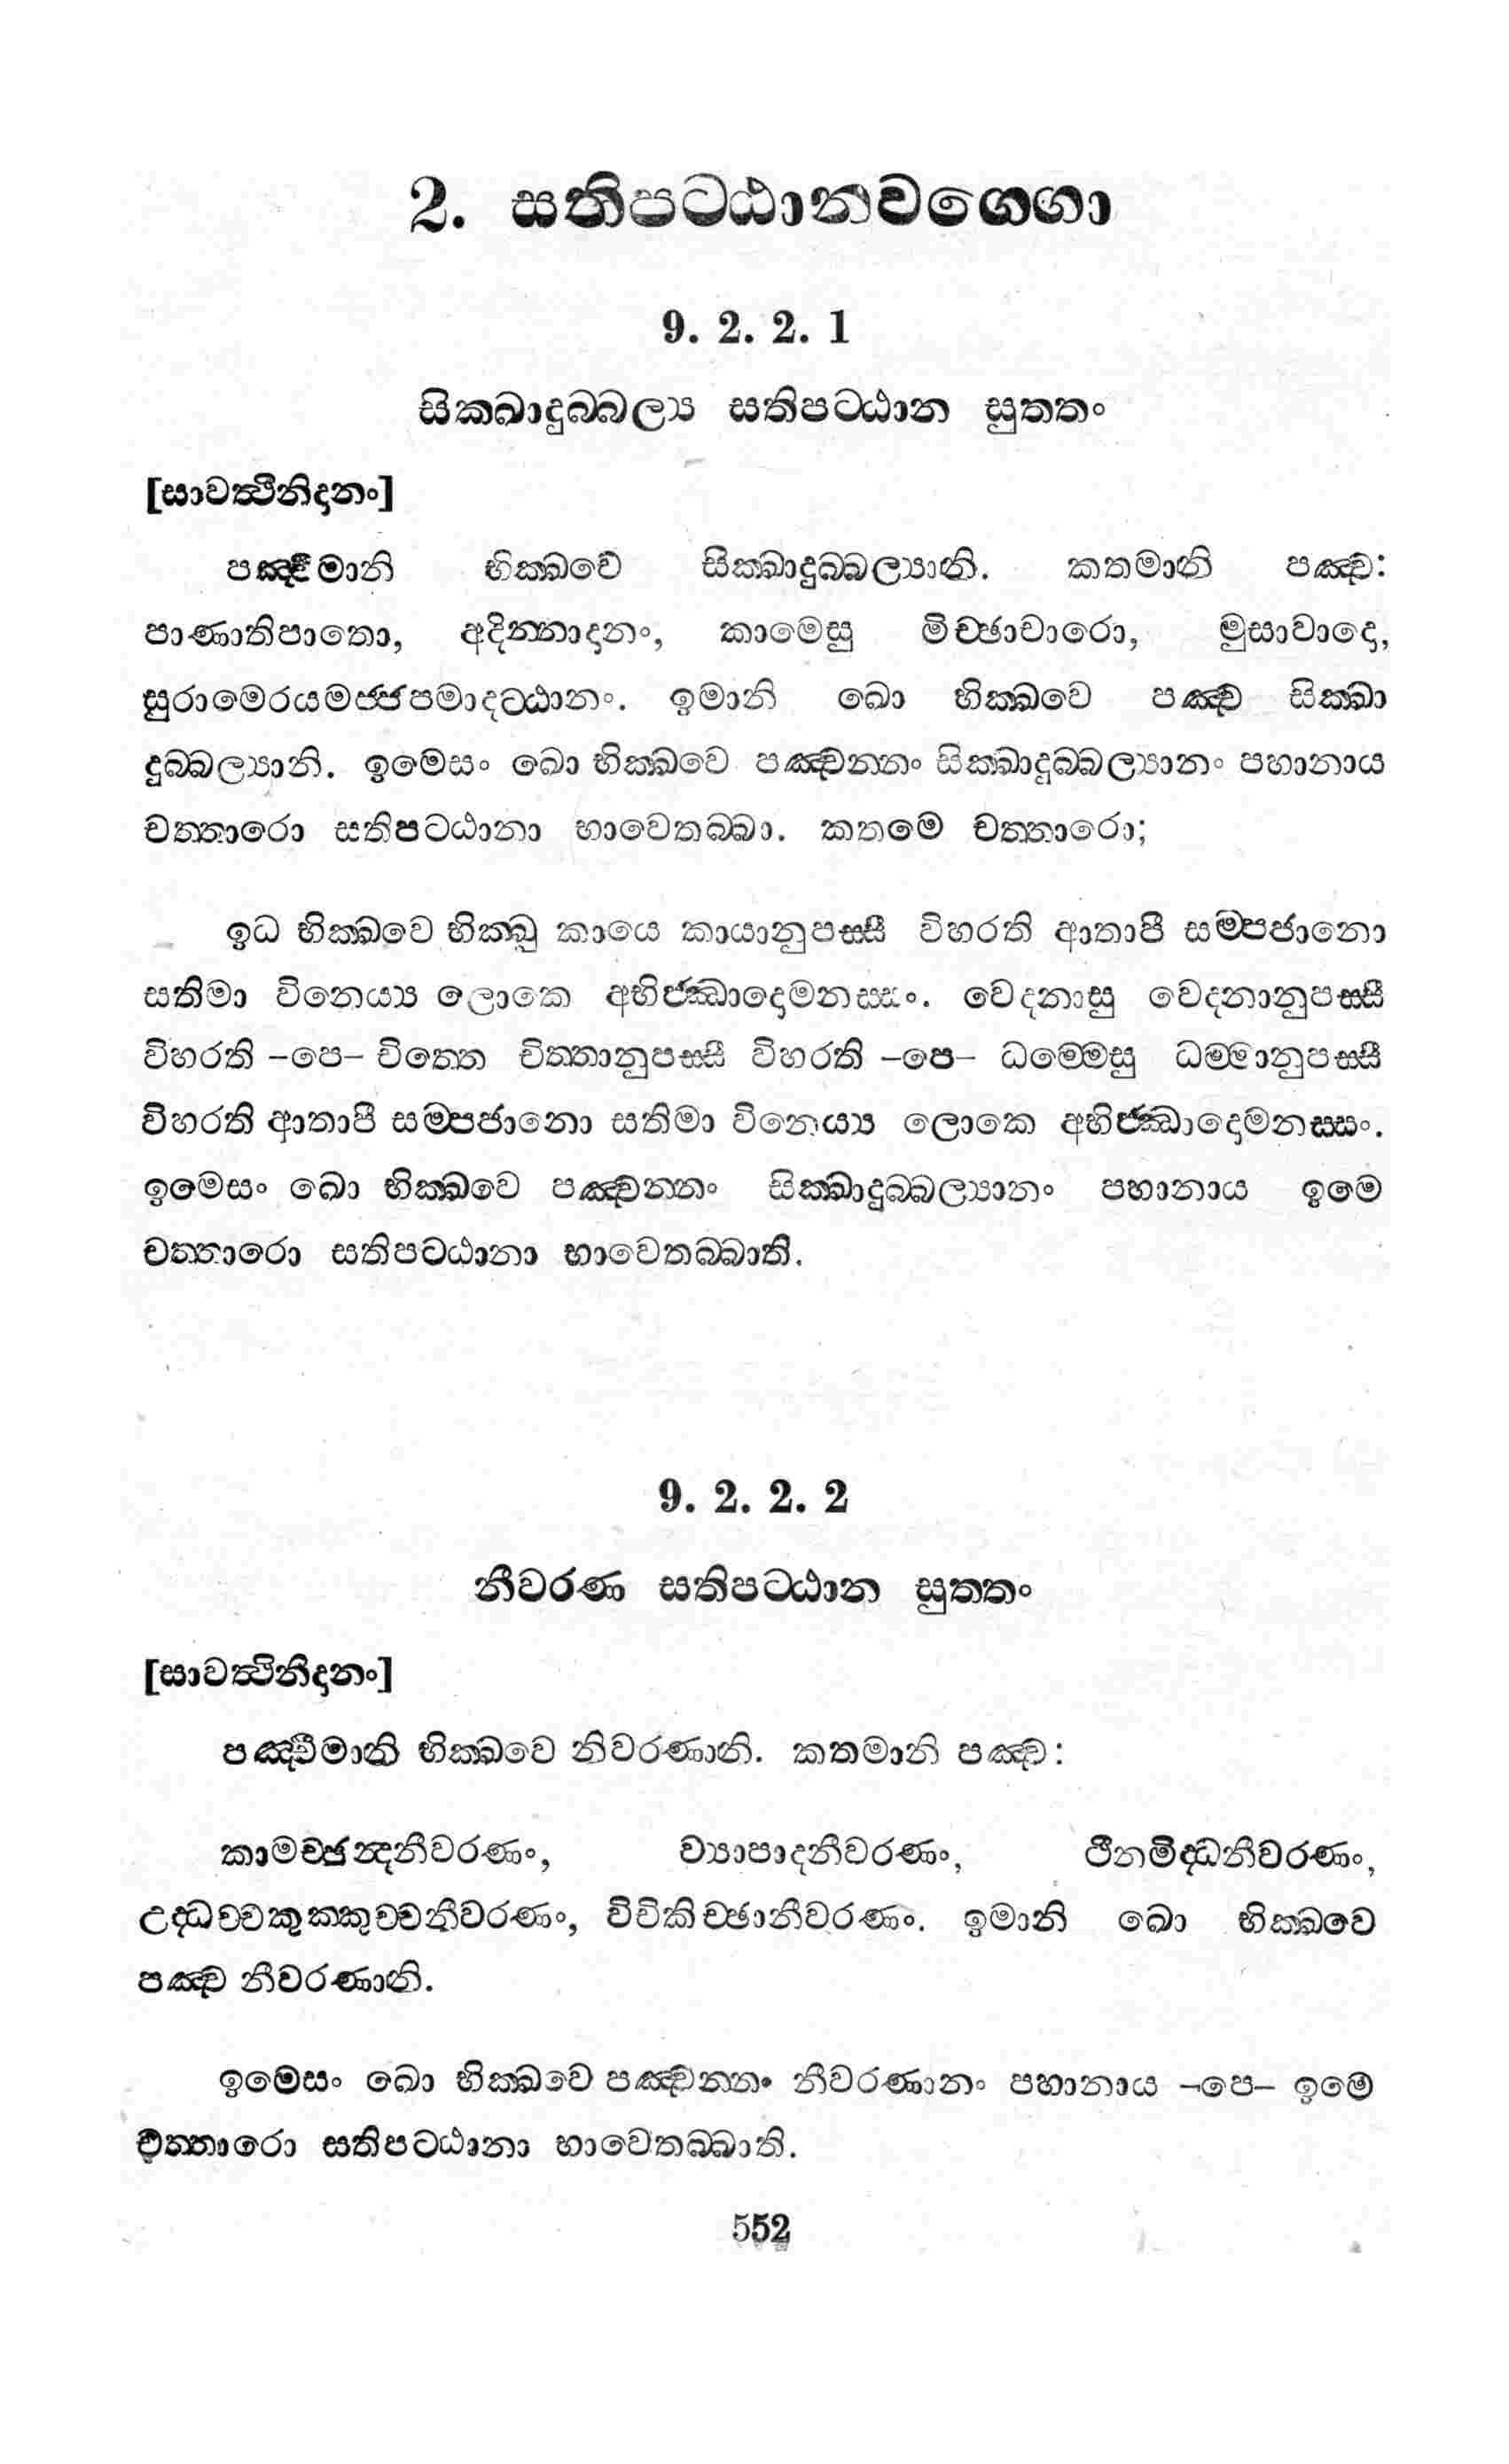 2. සතිපට්ඨානවග්ගො
9. 2. 2. 1
සික්ඛාදුබ්බල්‍ය සතිපට්ඨාන සුත්තං
[සාවත්‍ථිනිදානං]
පඤ්චිමානි භික්ඛවෙ සික්ඛාදුබ්බල්‍යානි. කතමානි පඤ්ච:
පාණාතිපාතො, අදින්නාදානං, කාමෙසු මිච්ඡාචාරො, මුසාවාදො,
සුරාමෙරයමජ්ජපමාදට්ඨානං. ඉමානි ඛො භික්ඛවෙ පඤ්ච සික්ඛා
දුබ්බල්‍යානි. ඉමෙසං ඛො භික්ඛවෙ පඤ්චන්නං සික්ඛාදුබ්බල්‍යානං පහානාය
චත්තාරො සතිපට්ඨානා භාවෙතබ්බා. කතමෙ චත්තාරො;
ඉධ භික්ඛවෙ භික්ඛු කායෙ කායානුපස්සී විහරති ආතාපී සම්පජානො
සතිමා විනෙය්‍ය ලොකෙ අභිජ්ඣාදොමනස්සං. වෙදනාසු වෙදනානුපස්සී
විහරති –පෙ– චිත්තෙ චිත්තානුපස්සී විහරති –පෙ– ධම්මෙසු ධම්මානුපස්සී
විහරති ආතාපී සම්පජානො සතිමා විනෙය්‍ය ලොකෙ අභිජ්ඣාදොමනස්සං.
ඉමෙසං ඛො භික්ඛවෙ පඤ්චන්නං සික්ඛාදුබ්බල්‍යානං පහානාය ඉමෙ
චත්තාරො සතිපට්ඨානා භාවෙතබ්බාති.
9. 2. 2. 2
නීවරණ සතිපට්ඨාන සුත්තං
[සාවත්‍ථිනිදානං]
පඤ්චිමානි භික්ඛවෙ නිවරණානි. කතමානි පඤ්ච:
කාමච්ඡන්‍දනීවරණං, ව්‍යාපාදනීවරණං, ථීනමිද්ධනීවරණං,
උද්ධච්චකුක්කුච්චනීවරණං, විචිකිච්ඡානීවරණං. ඉමානි ඛො භික්ඛවෙ
පඤ්ච නීවරණානි.
ඉමෙසං ඛො භික්ඛවෙ පඤ්චන්නං නීවරණානං පහානාය –පෙ– ඉමෙ
චත්තාරො සතිපට්ඨානා භාවෙතබ්බාති.
552